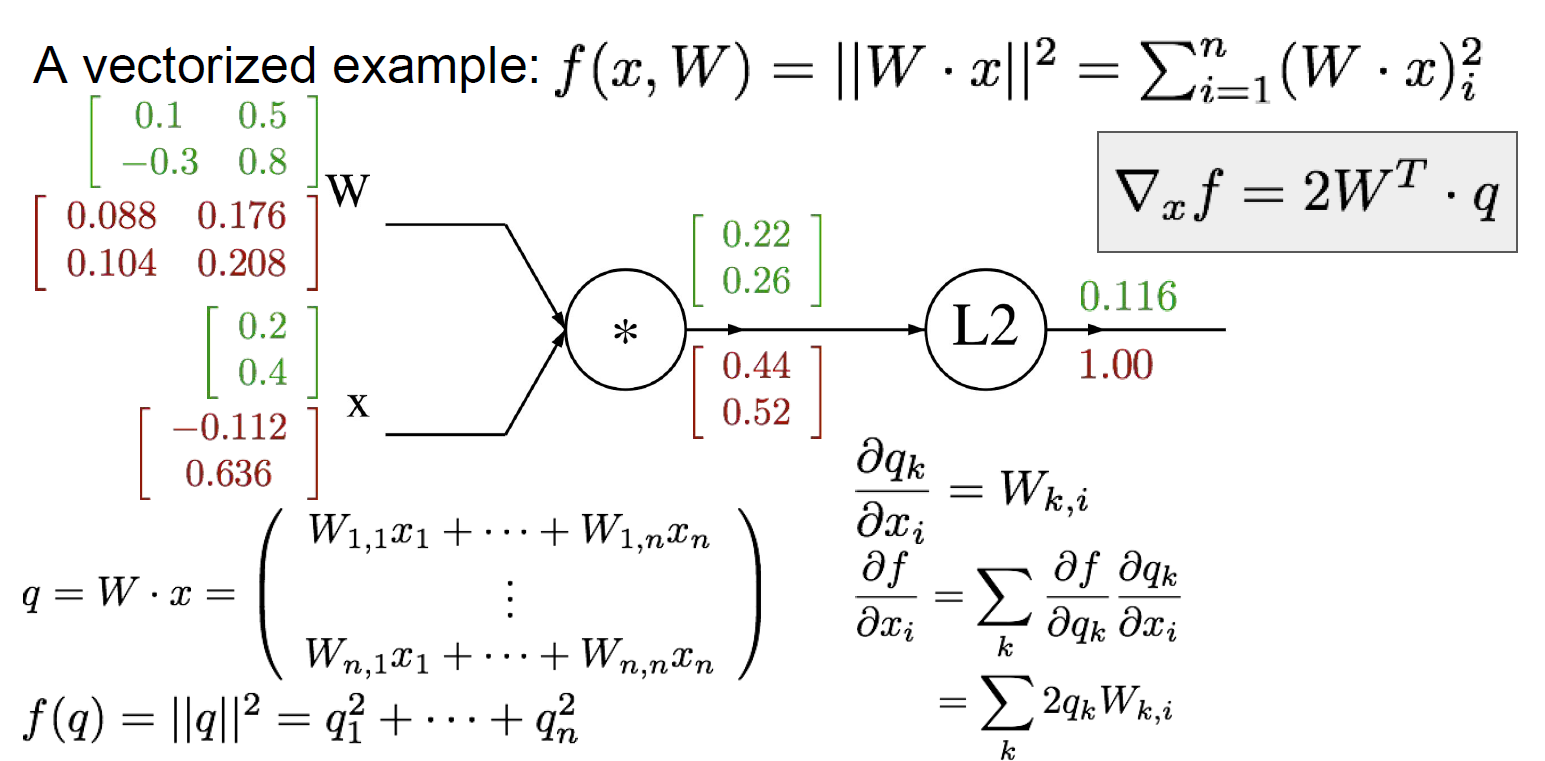 A vectorized example: f(x, W) = ||W · x||² = ∑ⁿᵢ₌₁(W · x)ᵢ²
[ 0.1 0.5
−0.3 0.8 ]
W
[ 0.088 0.176
0.104 0.208 ]
∇ₓf = 2Wᵀ · q
[ 0.22
0.26 ]
[ 0.2
0.4 ]
x
*
L2
0.116
1.00
[ 0.44
0.52 ]
[ −0.112
0.636 ]
q = W · x = ( W₁,₁x₁ + ⋯ + W₁,ₙxₙ
⋮
Wₙ,₁x₁ + ⋯ + Wₙ,ₙxₙ )
f(q) = ||q||² = q₁² + ⋯ + qₙ²
∂qₖ/∂xᵢ = Wₖ,ᵢ
∂f/∂xᵢ = ∑ₖ ∂f/∂qₖ ∂qₖ/∂xᵢ
= ∑ₖ 2qₖWₖ,ᵢ